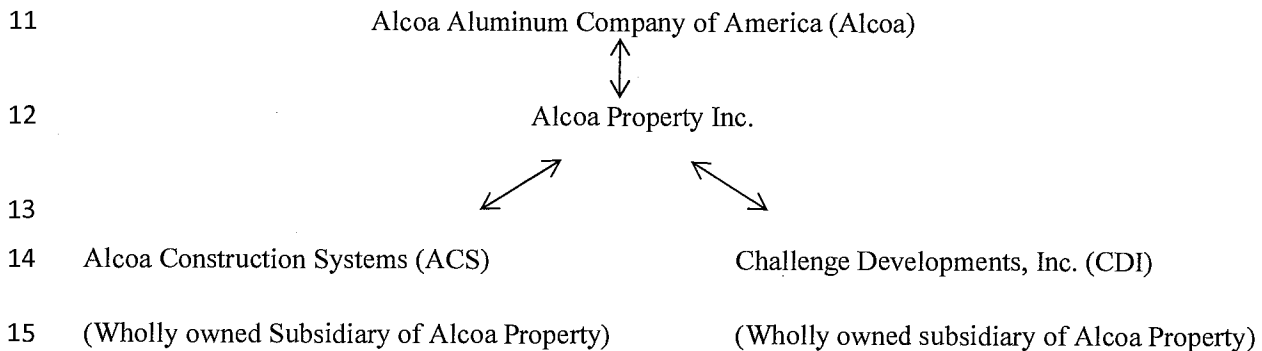 11 Alcoa Aluminum Company of America (Alcoa)
12 Alcoa Property Inc.
13
14 Alcoa Construction Systems (ACS) Challenge Developments, Inc. (CDI)
15 (Wholly owned Subsidiary of Alcoa Property) (Wholly owned subsidiary of Alcoa Property)